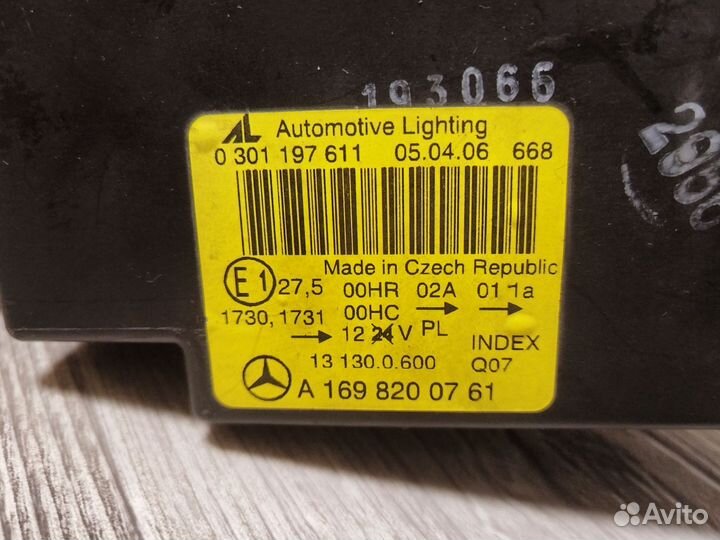 193066
2980
AL Automotive Lighting
0 301 197 611 05.04.06 668
Made in Czech Republic
E1 27,5 00HR 02A 01 1a
1730, 1731 00HC → →
→ 12 24 V PL INDEX
13 130.0.600 Q07
A 169 820 07 61
Avito